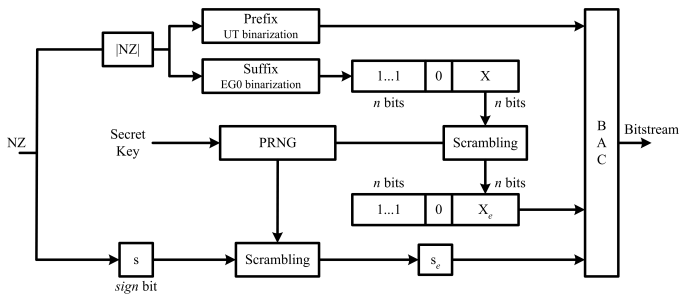 Prefix
UT binarization
|NZ|
Suffix
EG0 binarization
1...1 0 X
n bits n bits
NZ
Secret
Key
PRNG
Scrambling
B
A
C
Bitstream
n bits n bits
1...1 0 Xe
s
Scrambling
se
sign bit